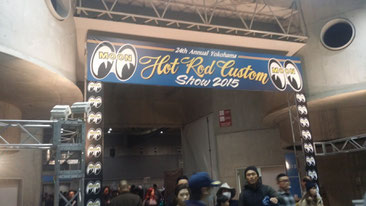 24th Annual Yokohama
MOON
Hot Rod Custom
MOON
Show 2015